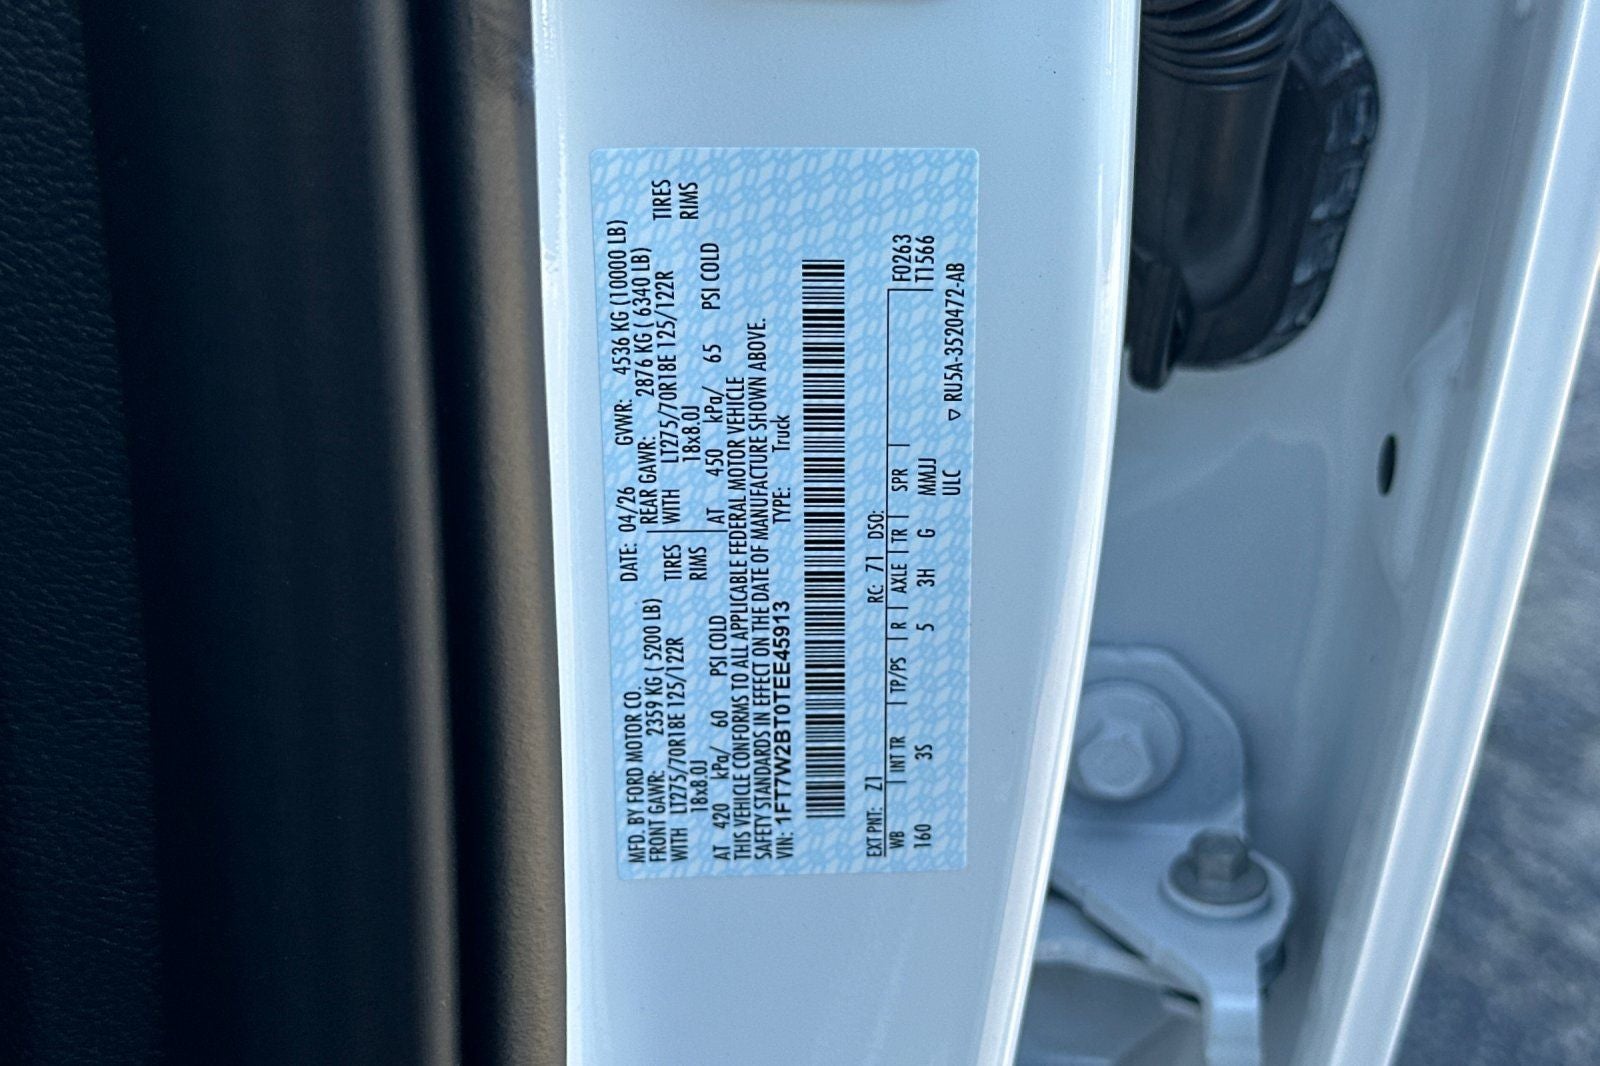 MFD. BY FORD MOTOR CO. DATE: 04/26 GVWR: 4536 KG (10000 LB)
FRONT GAWR: 2359 KG ( 5200 LB) REAR GAWR: 2876 KG ( 6340 LB)
WITH LT275/70R18E 125/122R TIRES WITH LT275/70R18E 125/122R TIRES
18x8.0J RIMS 18x8.0J RIMS
AT 420 kPa/ 60 PSI COLD AT 450 kPa/ 65 PSI COLD
THIS VEHICLE CONFORMS TO ALL APPLICABLE FEDERAL MOTOR VEHICLE
SAFETY STANDARDS IN EFFECT ON THE DATE OF MANUFACTURE SHOWN ABOVE.
VIN: 1FT7W2BT0TEE45913 TYPE: Truck
EXT PNT: Z1 RC: 71 DSO:
WB INT TR TP/PS R AXLE TR SPR F0263
160 3S 5 3H G MMJJ T1566
ULC ▽ RU5A-3520472-AB